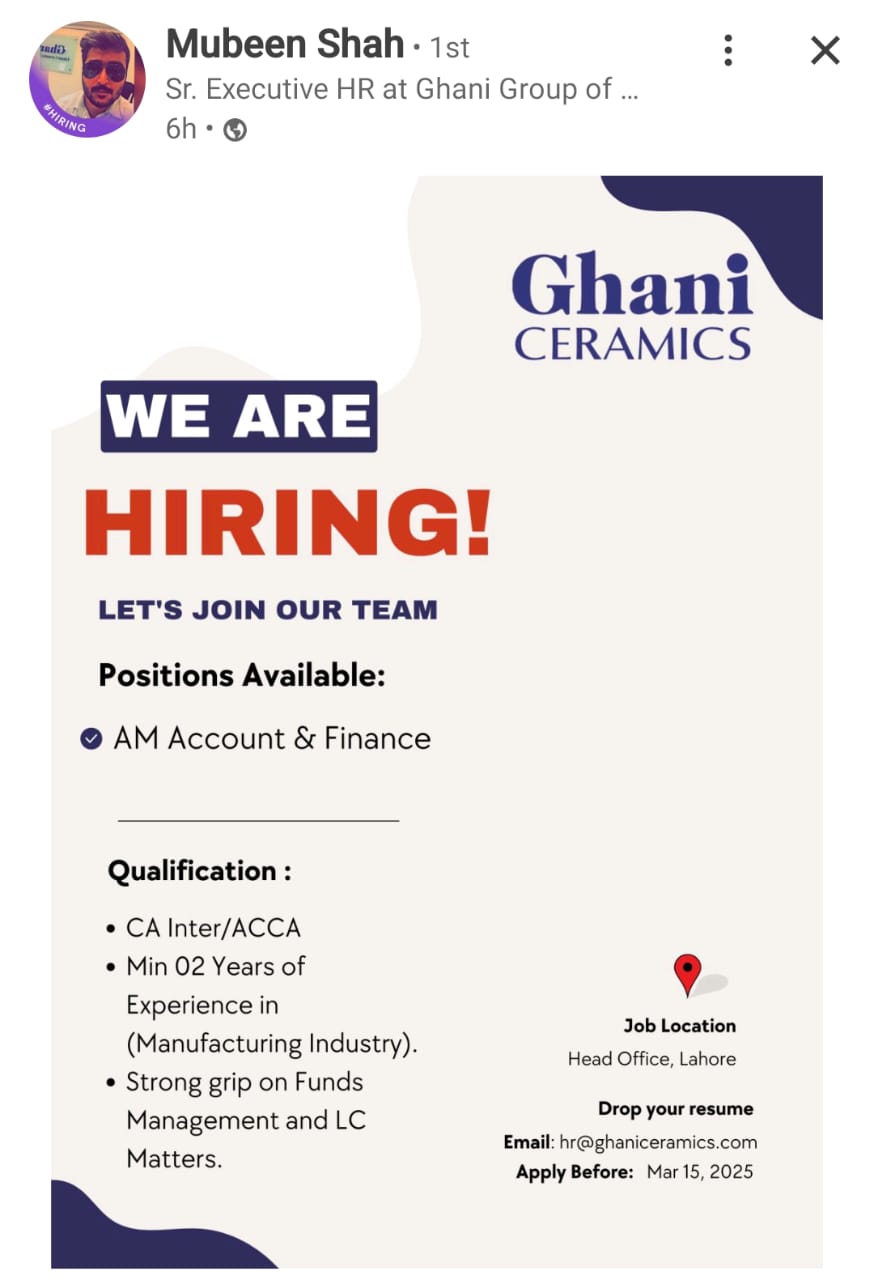 Mubeen Shah • 1st
Sr. Executive HR at Ghani Group of ...
6h •
#HIRING
Ghani
CERAMICS
WE ARE
HIRING!
LET'S JOIN OUR TEAM
Positions Available:
AM Account & Finance
Qualification :
• CA Inter/ACCA
• Min 02 Years of
Experience in
(Manufacturing Industry).
• Strong grip on Funds
Management and LC
Matters.
Job Location
Head Office, Lahore
Drop your resume
Email: hr@ghaniceramics.com
Apply Before: Mar 15, 2025